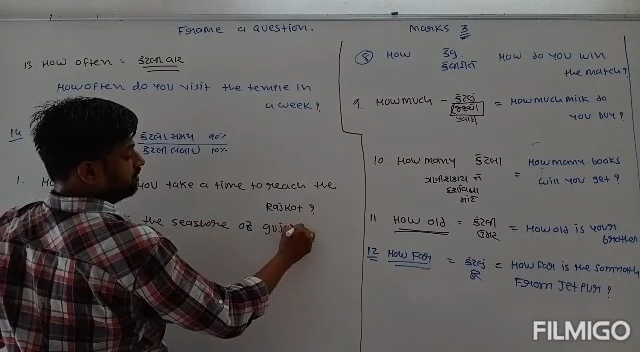 Frame a question.
Marks 3
13 How often = કેટલી વાર
How often do you visit the temple in
a week?
14
કેટલો સમય 90%
કેટલી લંબાઈ 10%
1. you take a time to reach the
Rajkot?
the seashore of guj
8 How કેવું How do you win
the match?
9. How much - કેટલું = How much milk do
you buy?
10 How many કેટલા = How many books
will you get?
11 How old = કેટલી = How old is your
ઉંમર brother
12 How Far = કેટલું = How Far is the somnath
દૂર From Jetpur?
FILMIGO